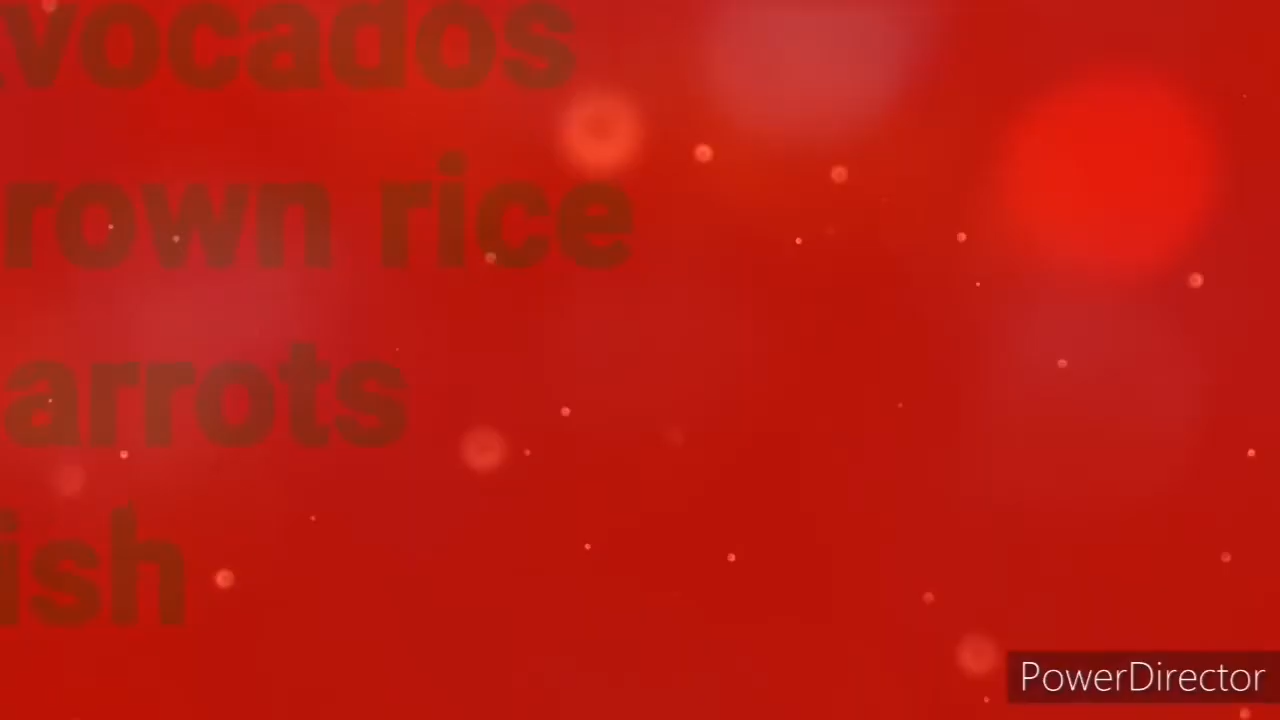 vocados
rown rice
arrots
ish
PowerDirector